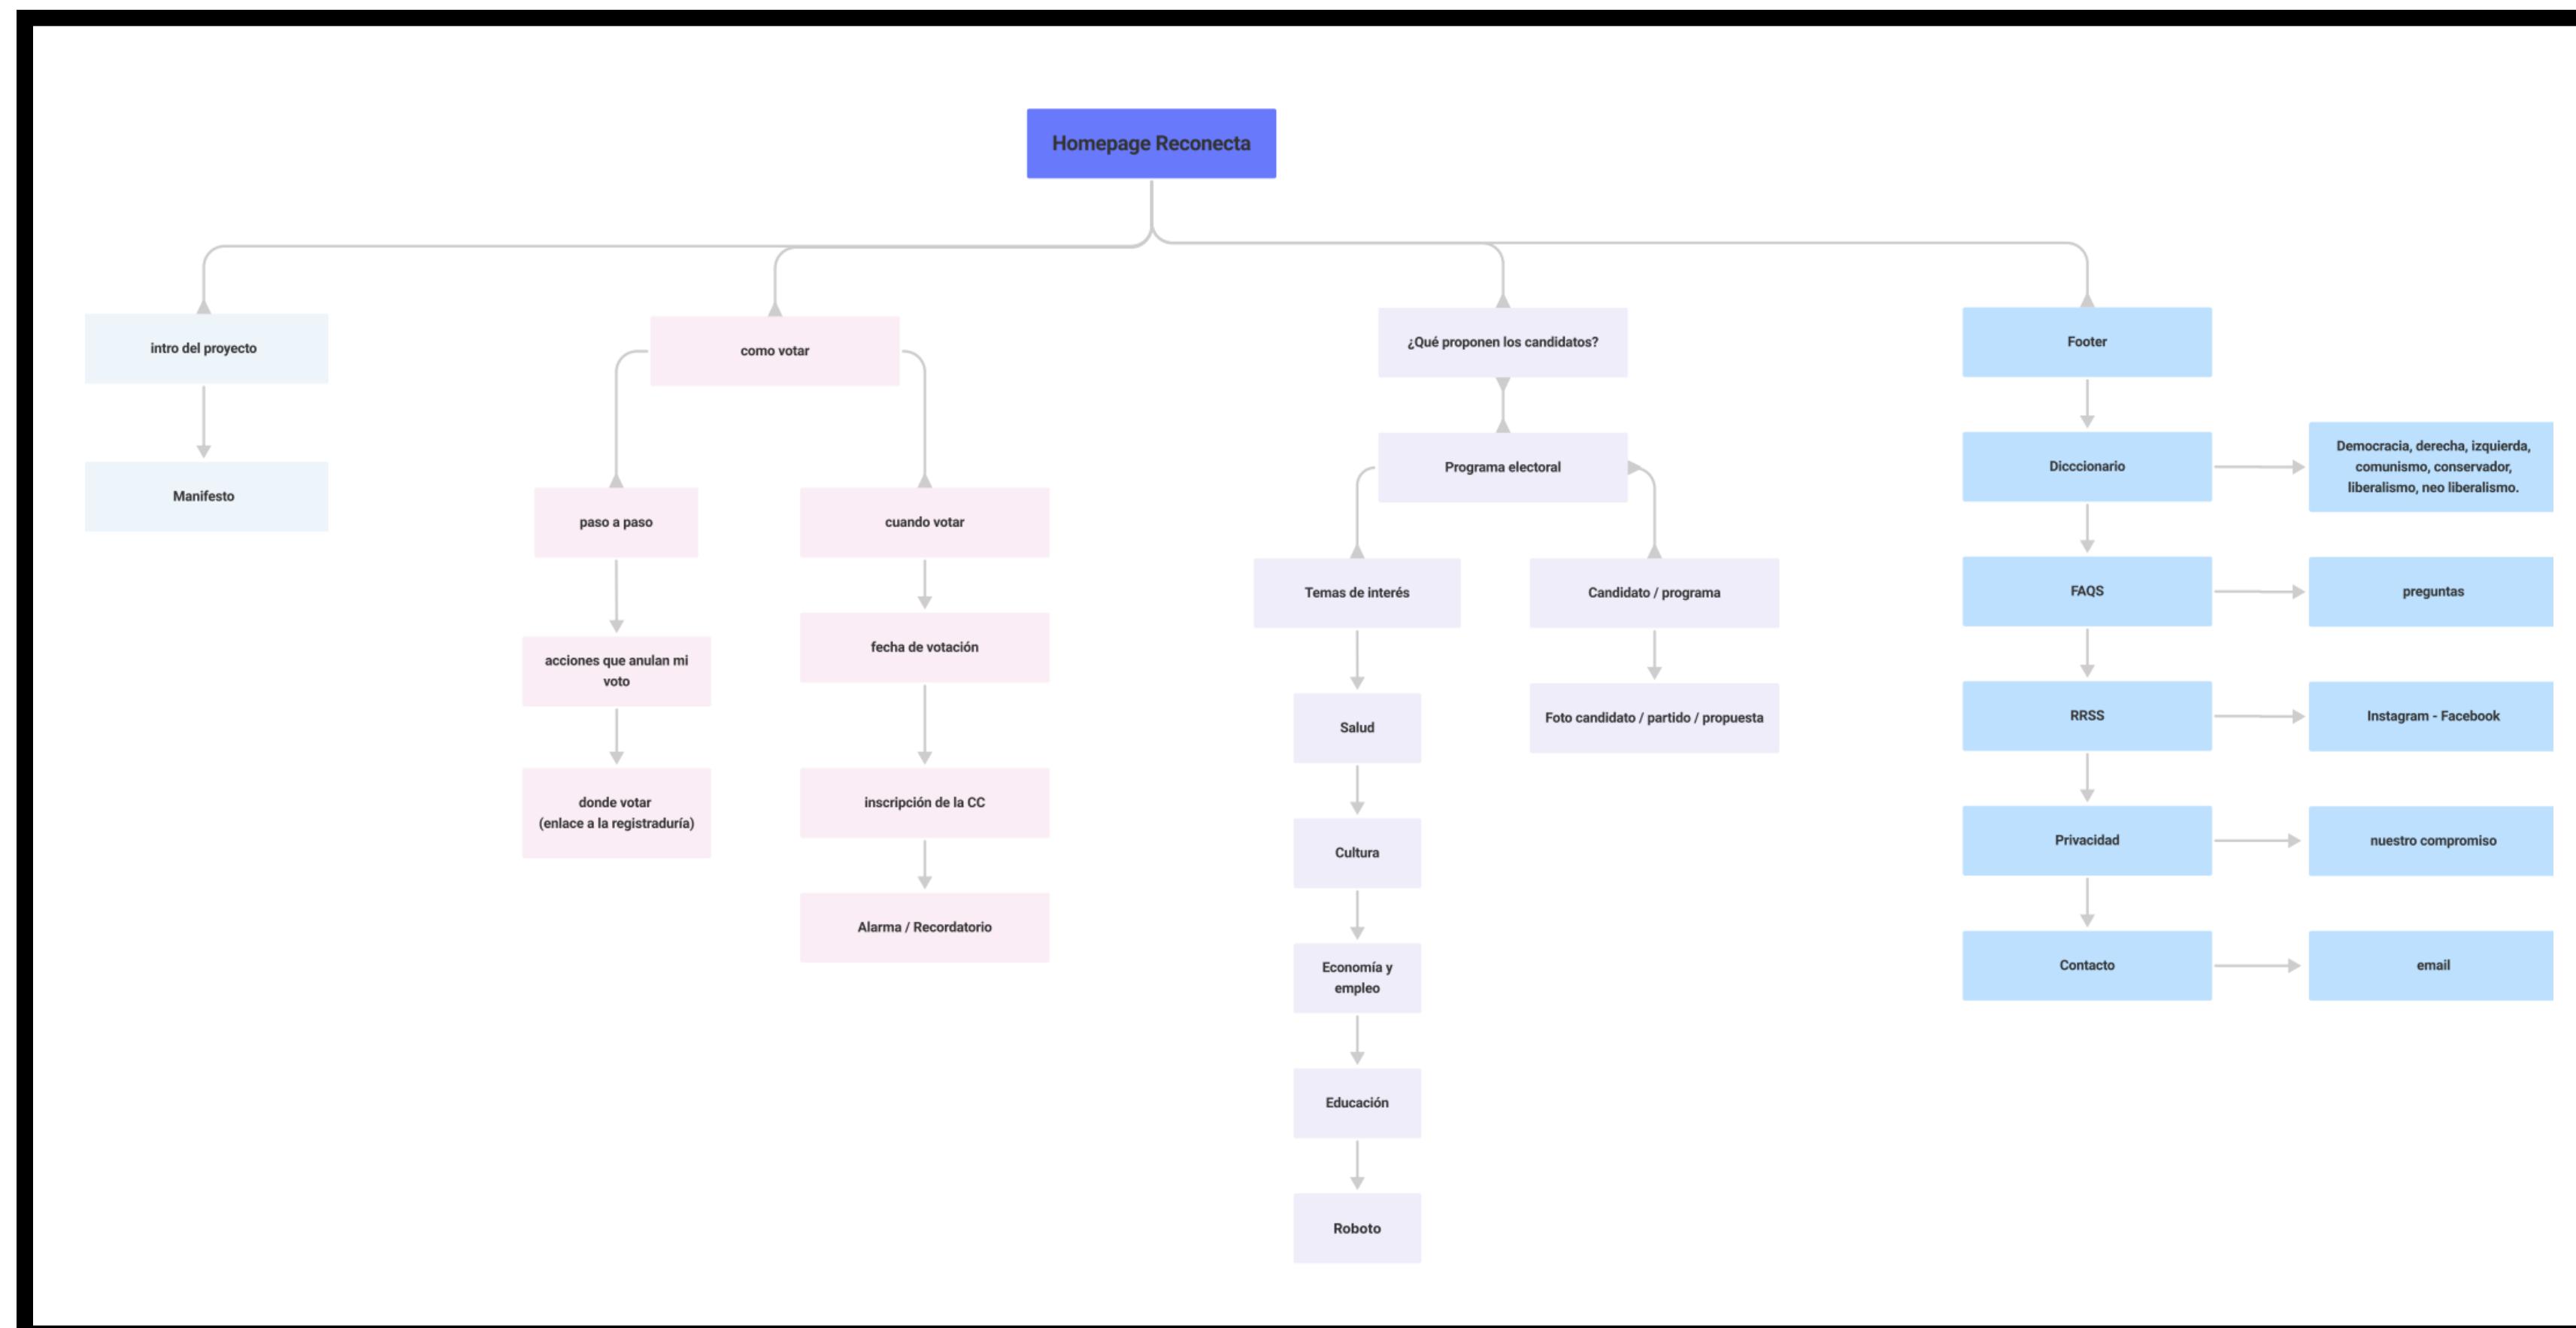 Homepage Reconecta
intro del proyecto
Manifesto
como votar
paso a paso
acciones que anulan mi
voto
donde votar
(enlace a la registraduría)
cuando votar
fecha de votación
inscripción de la CC
Alarma / Recordatorio
¿Qué proponen los candidatos?
Programa electoral
Temas de interés
Salud
Cultura
Economía y
empleo
Educación
Roboto
Candidato / programa
Foto candidato / partido / propuesta
Footer
Dicccionario
Democracia, derecha, izquierda,
comunismo, conservador,
liberalismo, neo liberalismo.
FAQS
preguntas
RRSS
Instagram - Facebook
Privacidad
nuestro compromiso
Contacto
email